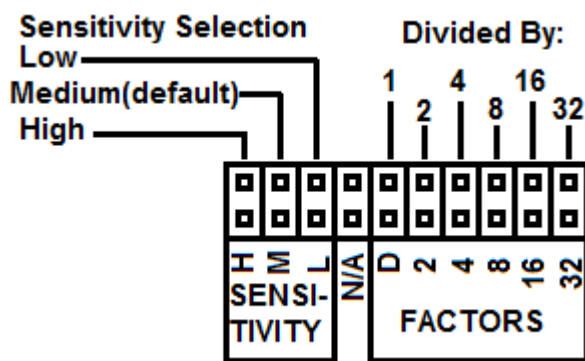 Sensitivity Selection
Low
Medium(default)
High
Divided By:
1 4 16
2 8 32
H M L N/A D 2 4 8 16 32
SENSI-
TIVITY
FACTORS